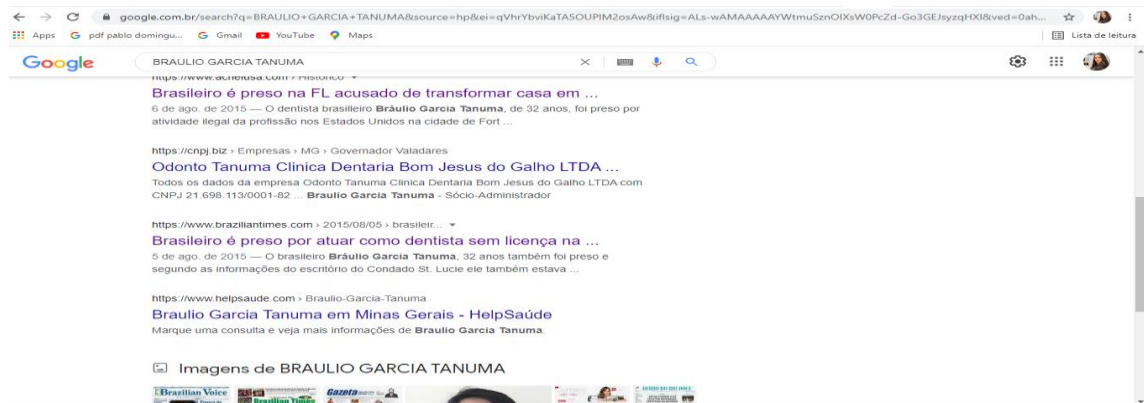 google.com.br/search?q=BRAULIO+GARCIA+TANUMA&source=hp&ei=qVhrYbviKaTA5OUPIM2osAw&iflsig=ALs-wAMAAAAAYWtmuSznOIXsW0PcZd-Go3GEJsyzqHXI&ved=0ah...
Apps pdf pablo domingu... Gmail YouTube Maps Lista de leitura
Google BRAULIO GARCIA TANUMA
https://www.acheiusa.com › Histórico
Brasileiro é preso na FL acusado de transformar casa em ...
6 de ago. de 2015 — O dentista brasilleiro Bráulio Garcia Tanuma, de 32 anos, foi preso por
atividade ilegal da profissão nos Estados Unidos na cidade de Fort ...
https://cnpj.biz › Empresas › MG › Governador Valadares
Odonto Tanuma Clinica Dentaria Bom Jesus do Galho LTDA ...
Todos os dados da empresa Odonto Tanuma Clinica Dentaria Bom Jesus do Galho LTDA com
CNPJ 21.698.113/0001-82 ... Braulio Garcia Tanuma - Sócio-Administrador
https://www.braziliantimes.com › 2015/08/05 › brasileir...
Brasileiro é preso por atuar como dentista sem licença na ...
5 de ago. de 2015 — O brasileiro Bráulio Garcia Tanuma, 32 anos também foi preso e
segundo as informações do escritório do Condado St. Lucie ele também estava ...
https://www.helpsaude.com › Braulio-Garcia-Tanuma
Braulio Garcia Tanuma em Minas Gerais - HelpSaúde
Marque uma consulta e veja mais informações de Braulio Garcia Tanuma.
Imagens de BRAULIO GARCIA TANUMA
Brazilian Voice
Brazilian Times
Gazeta